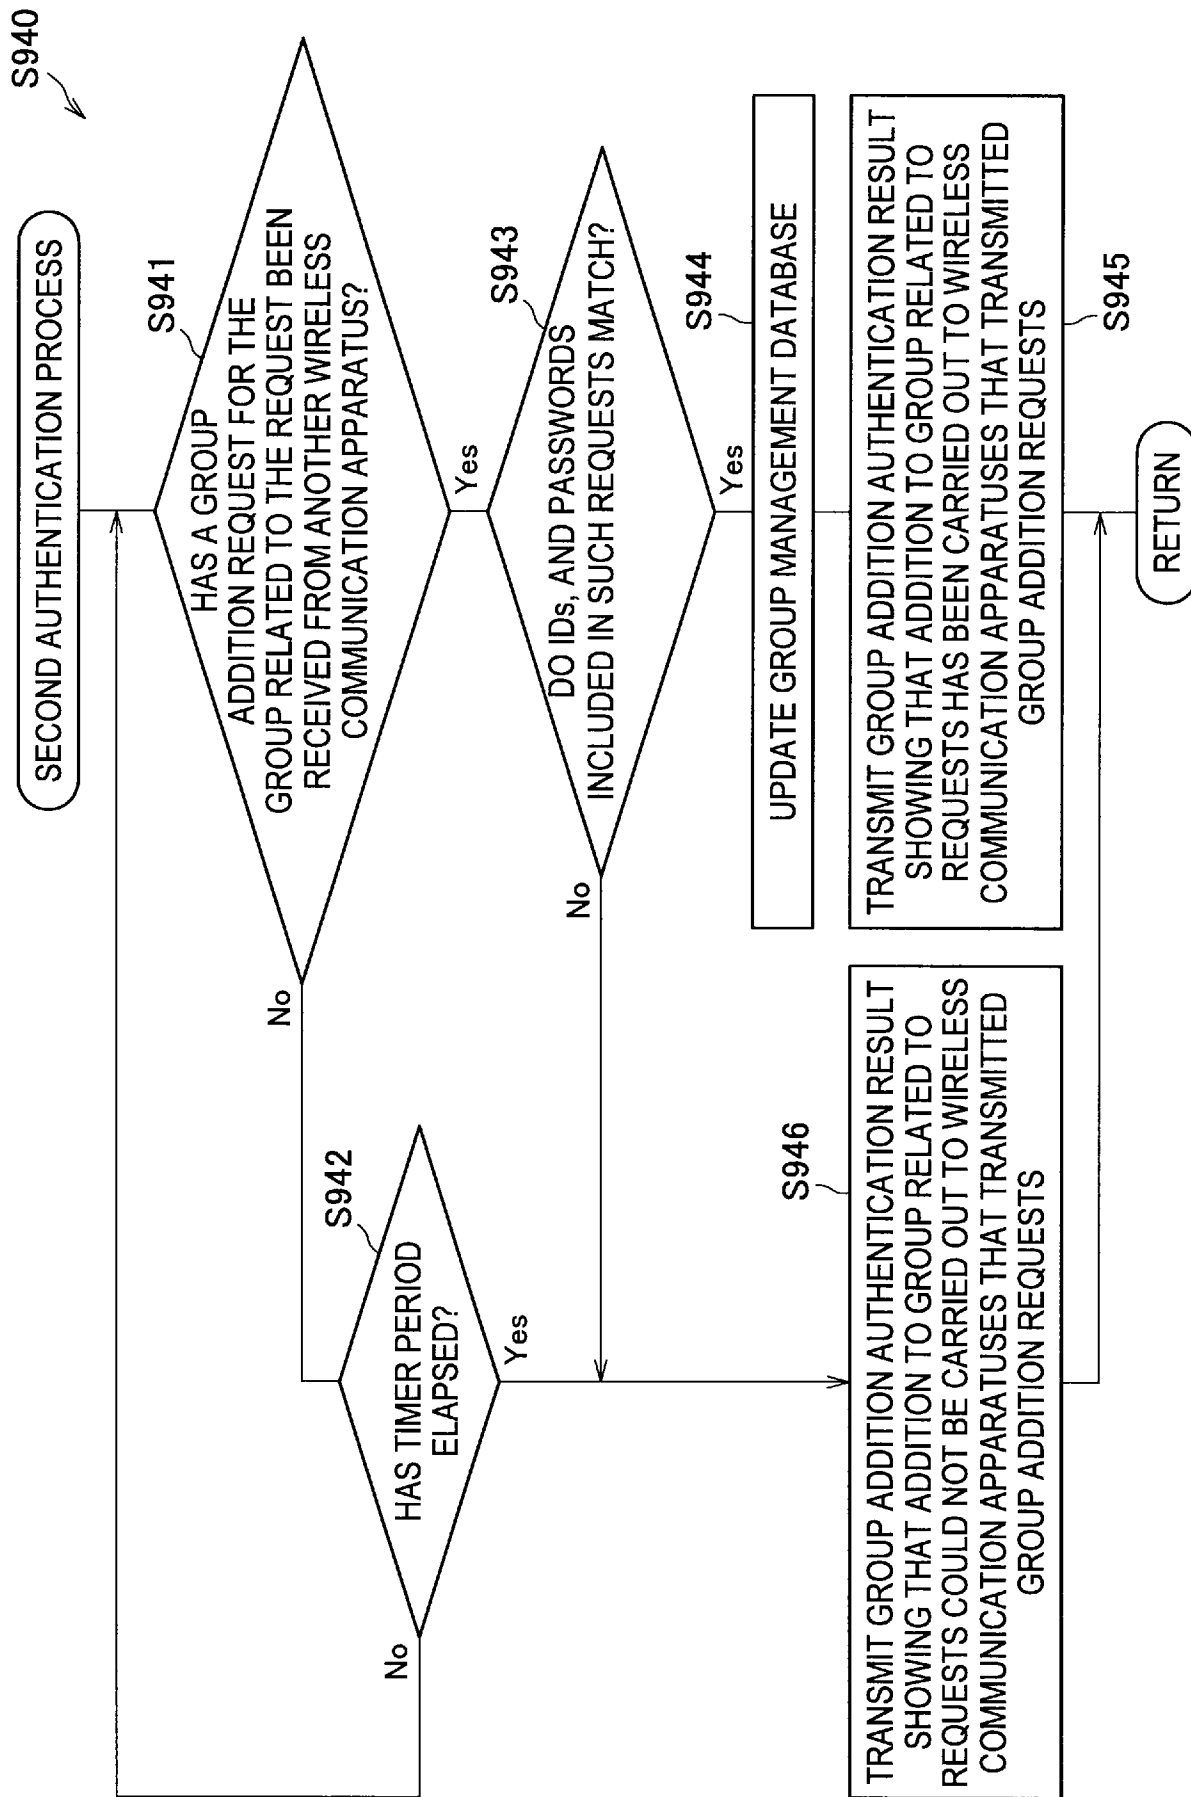 S940
SECOND AUTHENTICATION PROCESS
S941
HAS A GROUP
ADDITION REQUEST FOR THE
GROUP RELATED TO THE REQUEST BEEN
RECEIVED FROM ANOTHER WIRELESS
COMMUNICATION APPARATUS?
No
Yes
S942
HAS TIMER PERIOD
ELAPSED?
No
Yes
S943
DO IDs, AND PASSWORDS
INCLUDED IN SUCH REQUESTS MATCH?
No
Yes
S944
UPDATE GROUP MANAGEMENT DATABASE
TRANSMIT GROUP ADDITION AUTHENTICATION RESULT
SHOWING THAT ADDITION TO GROUP RELATED TO
REQUESTS HAS BEEN CARRIED OUT TO WIRELESS
COMMUNICATION APPARATUSES THAT TRANSMITTED
GROUP ADDITION REQUESTS
S945
S946
TRANSMIT GROUP ADDITION AUTHENTICATION RESULT
SHOWING THAT ADDITION TO GROUP RELATED TO
REQUESTS COULD NOT BE CARRIED OUT TO WIRELESS
COMMUNICATION APPARATUSES THAT TRANSMITTED
GROUP ADDITION REQUESTS
RETURN